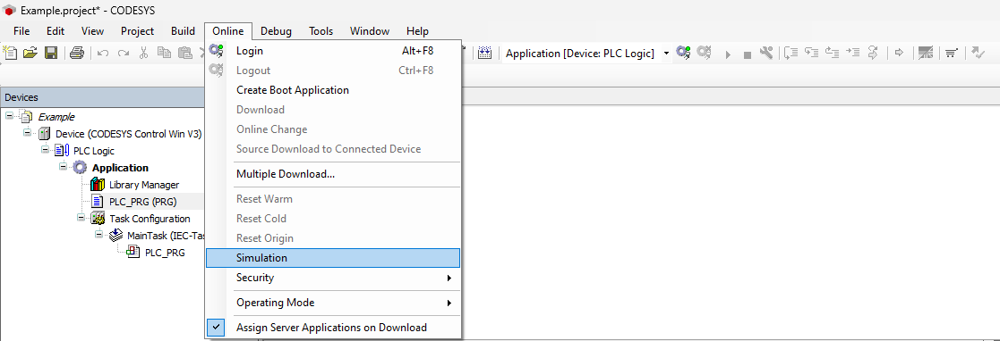 Example.project* - CODESYS
File Edit View Project Build Online Debug Tools Window Help
Login Alt+F8
Application [Device: PLC Logic]
Logout Ctrl+F8
Create Boot Application
Devices
Download
Example
Online Change
Device (CODESYS Control Win V3)
Source Download to Connected Device
PLC Logic
Application
Multiple Download...
Library Manager
PLC_PRG (PRG)
Reset Warm
Task Configuration
Reset Cold
MainTask (IEC-Tas
Reset Origin
PLC_PRG
Simulation
Security
Operating Mode
Assign Server Applications on Download